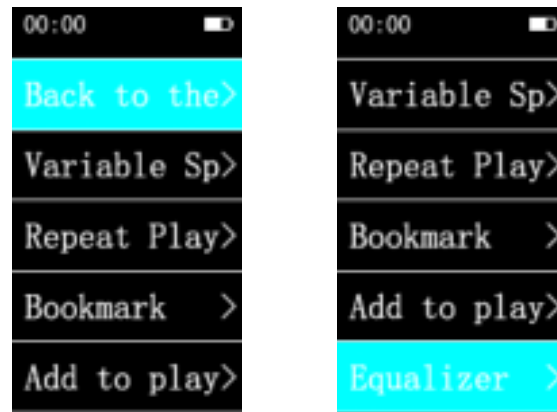 00:00
Back to the>
Variable Sp>
Repeat Play>
Bookmark >
Add to play>
00:00
Variable Sp>
Repeat Play>
Bookmark >
Add to play>
Equalizer >